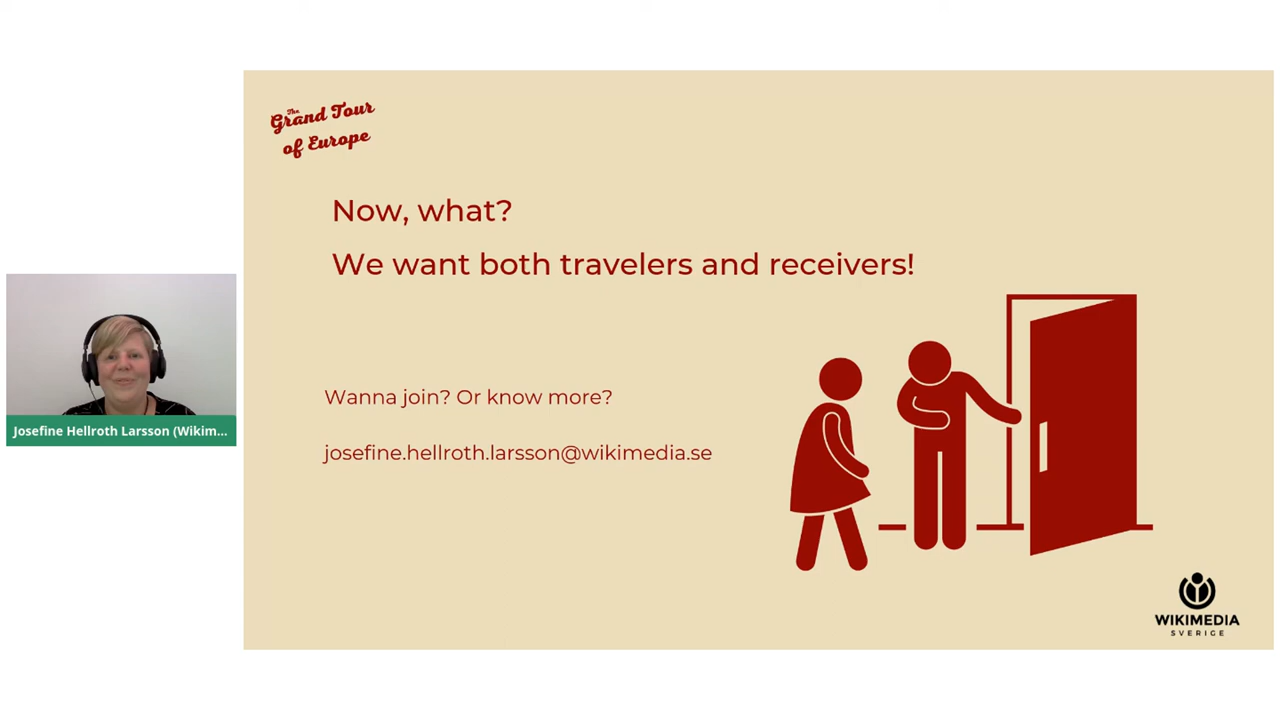 The
Grand Tour
of Europe
Now, what?
We want both travelers and receivers!
Wanna join? Or know more?
josefine.hellroth.larsson@wikimedia.se
Josefine Hellroth Larsson (Wikim...
WIKIMEDIA
SVERIGE